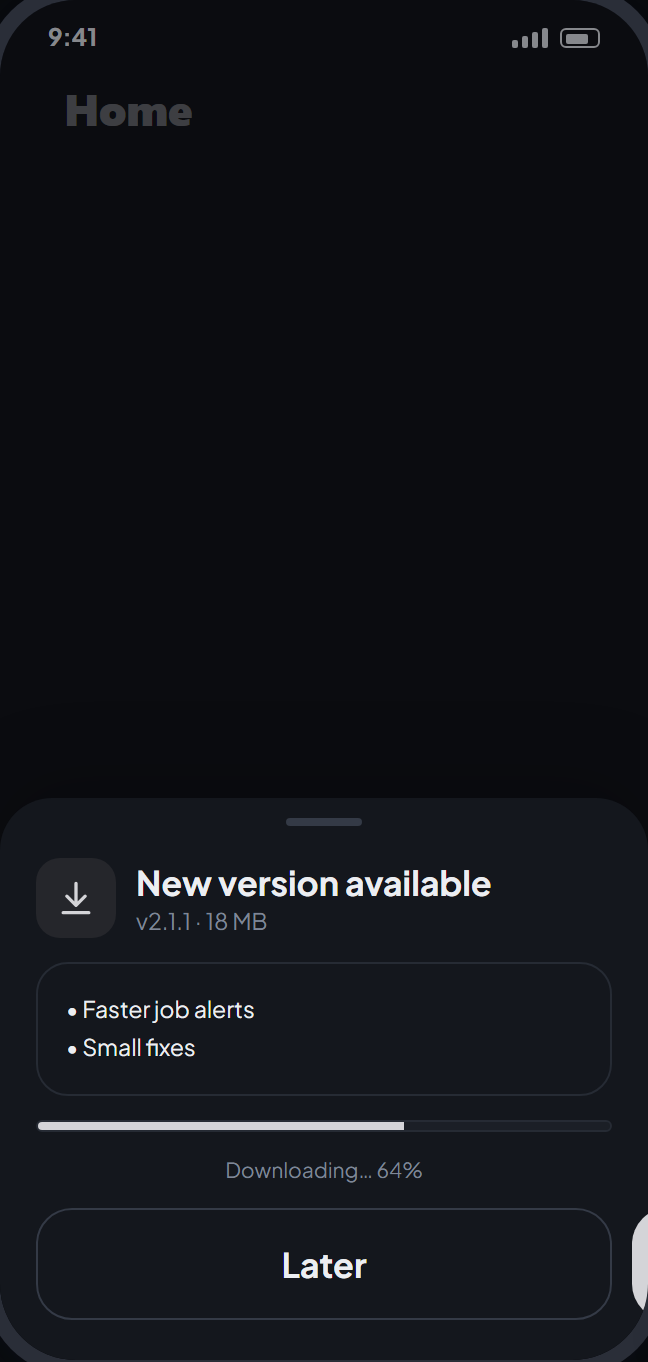 9:41
Home
New version available
v2.1.1 · 18 MB
• Faster job alerts
• Small fixes
Downloading... 64%
Later